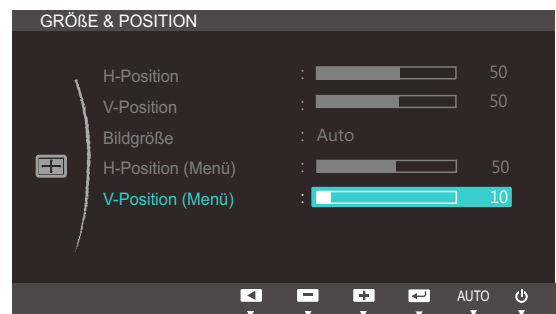 GRÖßE & POSITION
H-Position : 50
V-Position : 50
Bildgröße : Auto
H-Position (Menü) : 50
V-Position (Menü) : 10
AUTO